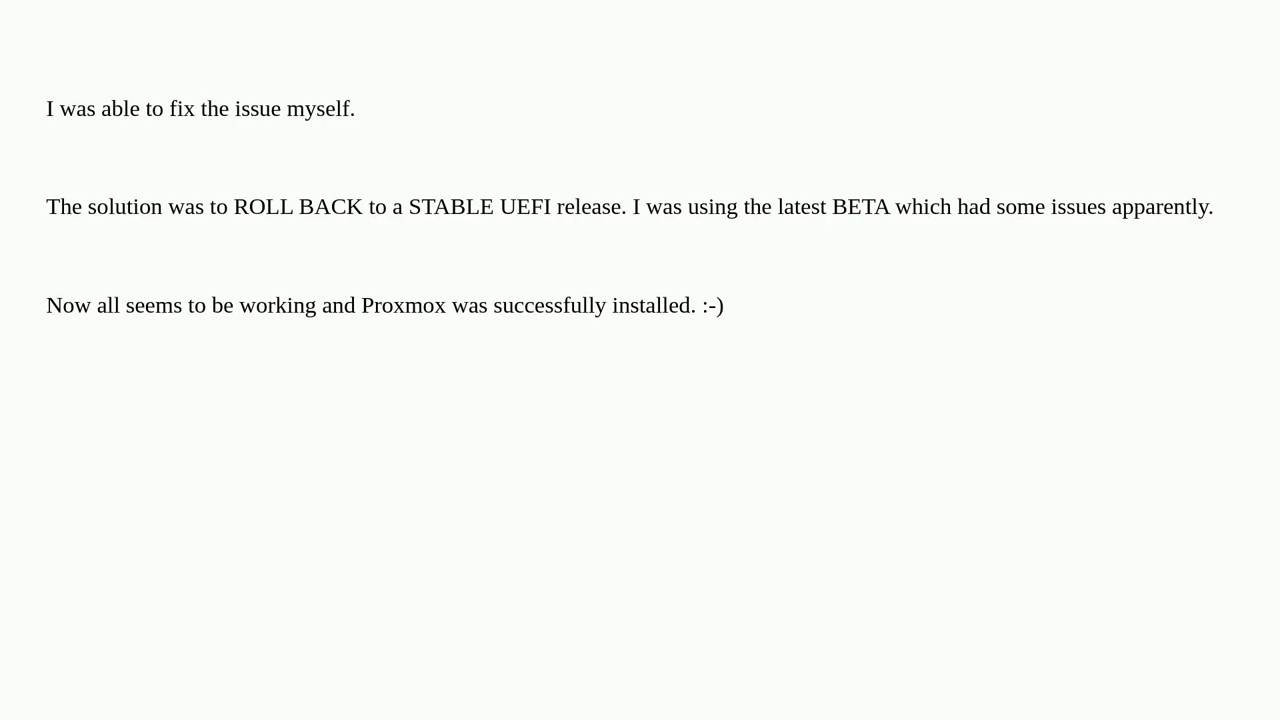 I was able to fix the issue myself.
The solution was to ROLL BACK to a STABLE UEFI release. I was using the latest BETA which had some issues apparently.
Now all seems to be working and Proxmox was successfully installed. :-)